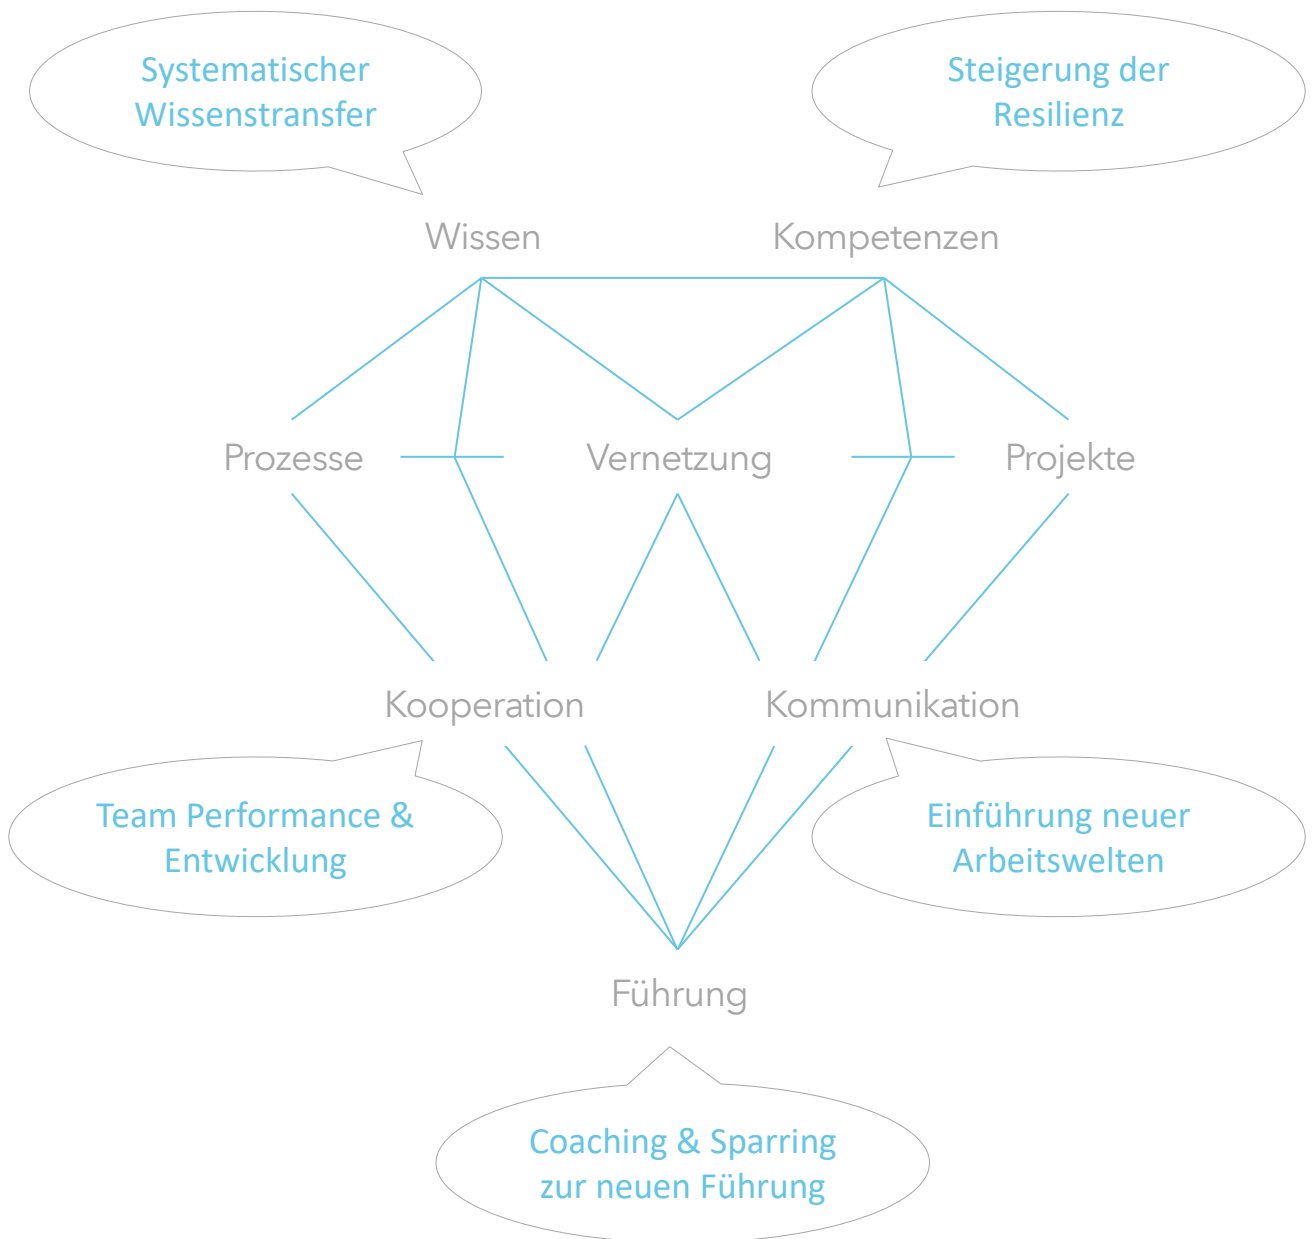 Systematischer
Wissenstransfer
Steigerung der
Resilienz
Wissen
Kompetenzen
Prozesse
Vernetzung
Projekte
Kooperation
Kommunikation
Team Performance &
Entwicklung
Einführung neuer
Arbeitswelten
Führung
Coaching & Sparring
zur neuen Führung